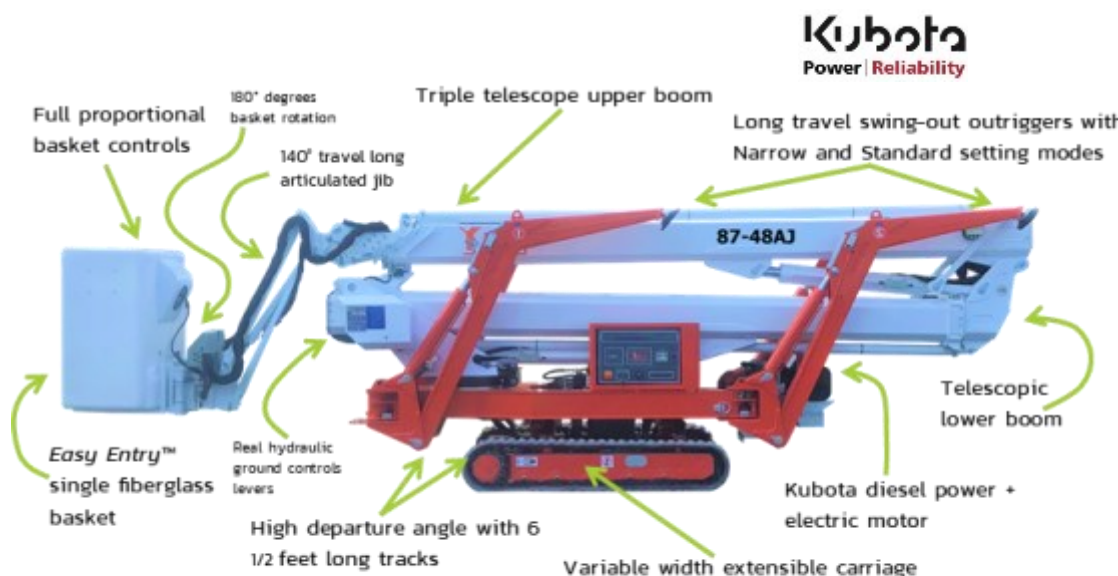 Kubota
Power | Reliability
Full proportional
basket controls
180° degrees
basket rotation
140° travel long
articulated jib
Triple telescope upper boom
Long travel swing-out outriggers with
Narrow and Standard setting modes
87-48AJ
Easy Entry™
single fiberglass
basket
Real hydraulic
ground controls
levers
High departure angle with 6
1/2 feet long tracks
Variable width extensible carriage
Kubota diesel power +
electric motor
Telescopic
lower boom